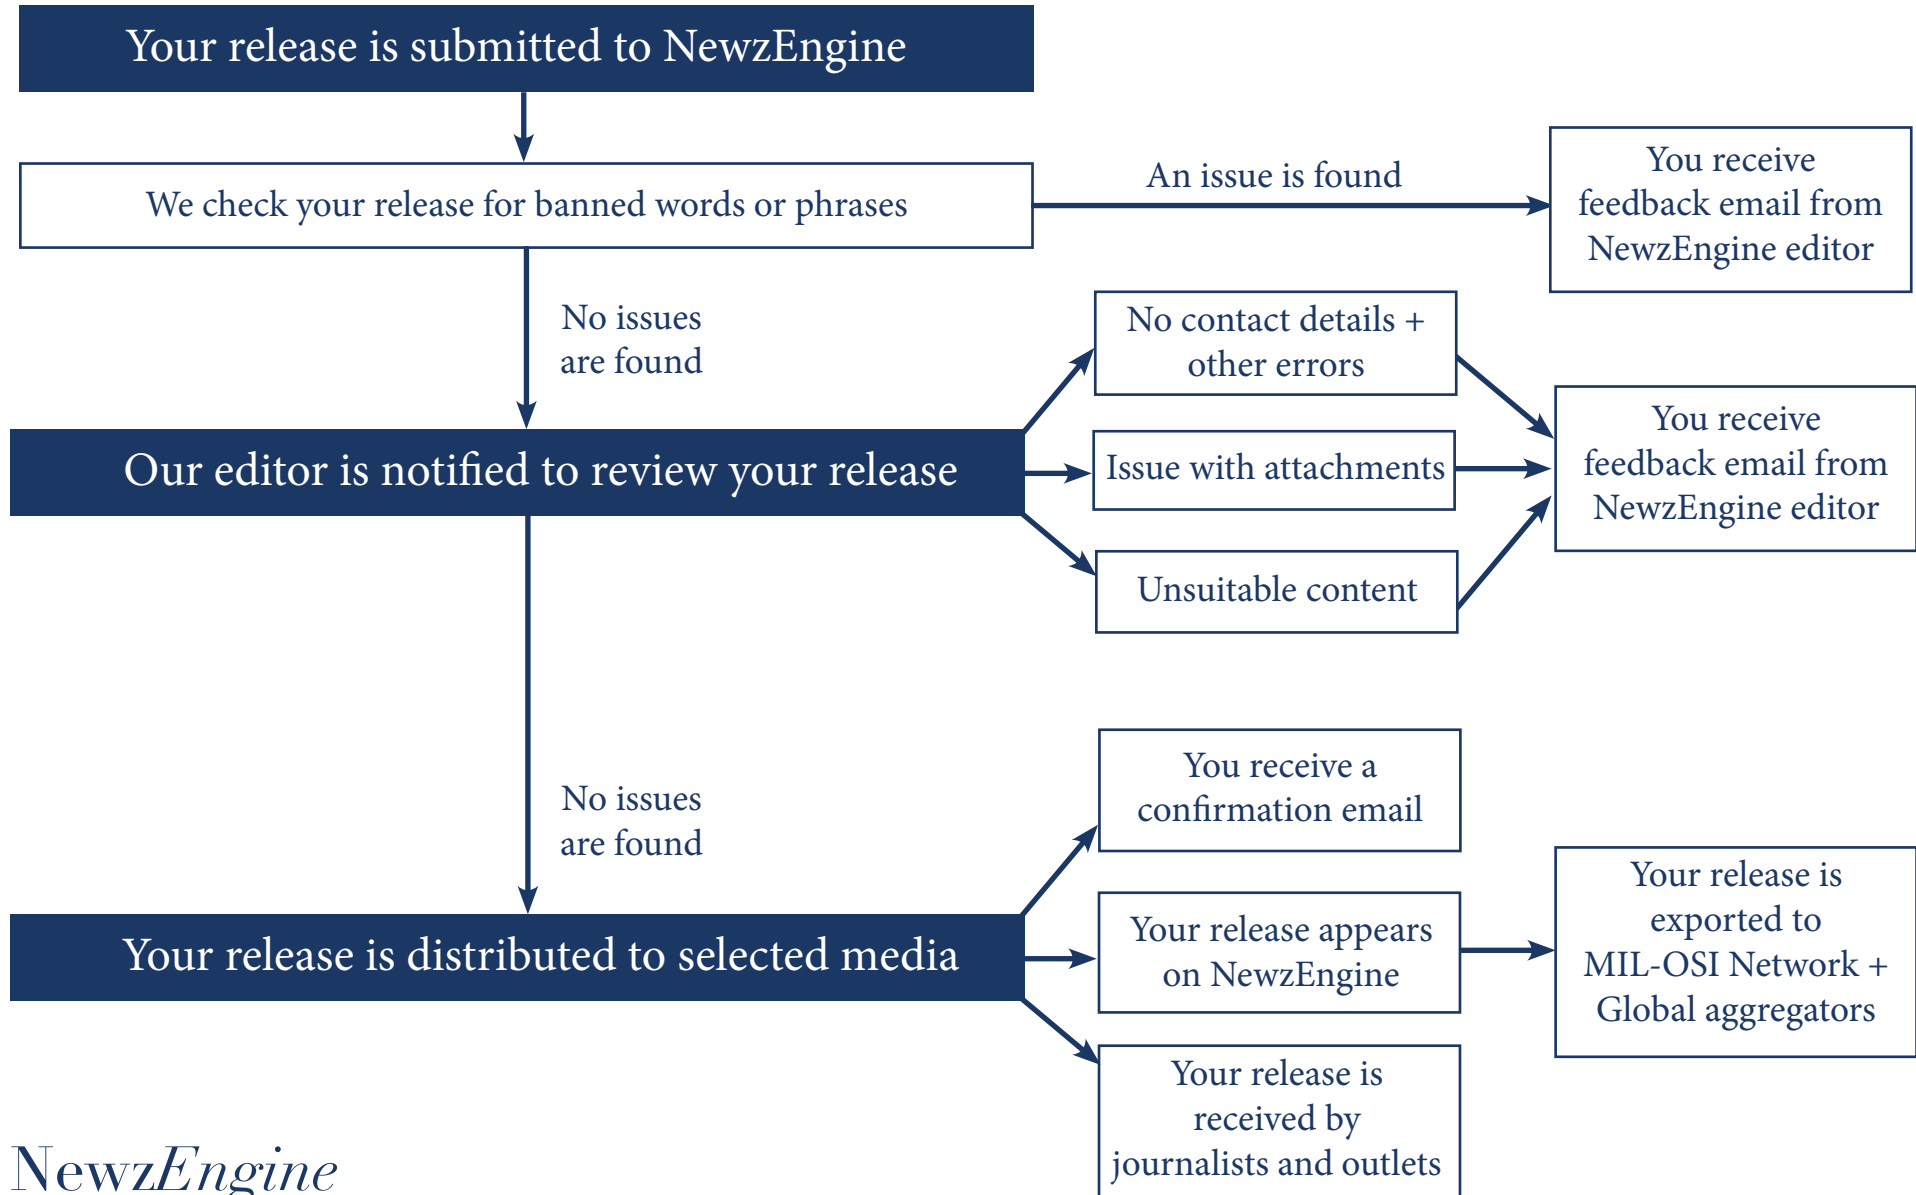 Your release is submitted to NewzEngine
We check your release for banned words or phrases
An issue is found
You receive
feedback email from
NewzEngine editor
No issues
are found
No contact details +
other errors
Our editor is notified to review your release
Issue with attachments
You receive
feedback email from
NewzEngine editor
Unsuitable content
No issues
are found
You receive a
confirmation email
Your release is distributed to selected media
Your release appears
on NewzEngine
Your release is
exported to
MIL-OSI Network +
Global aggregators
Your release is
received by
journalists and outlets
NewzEngine